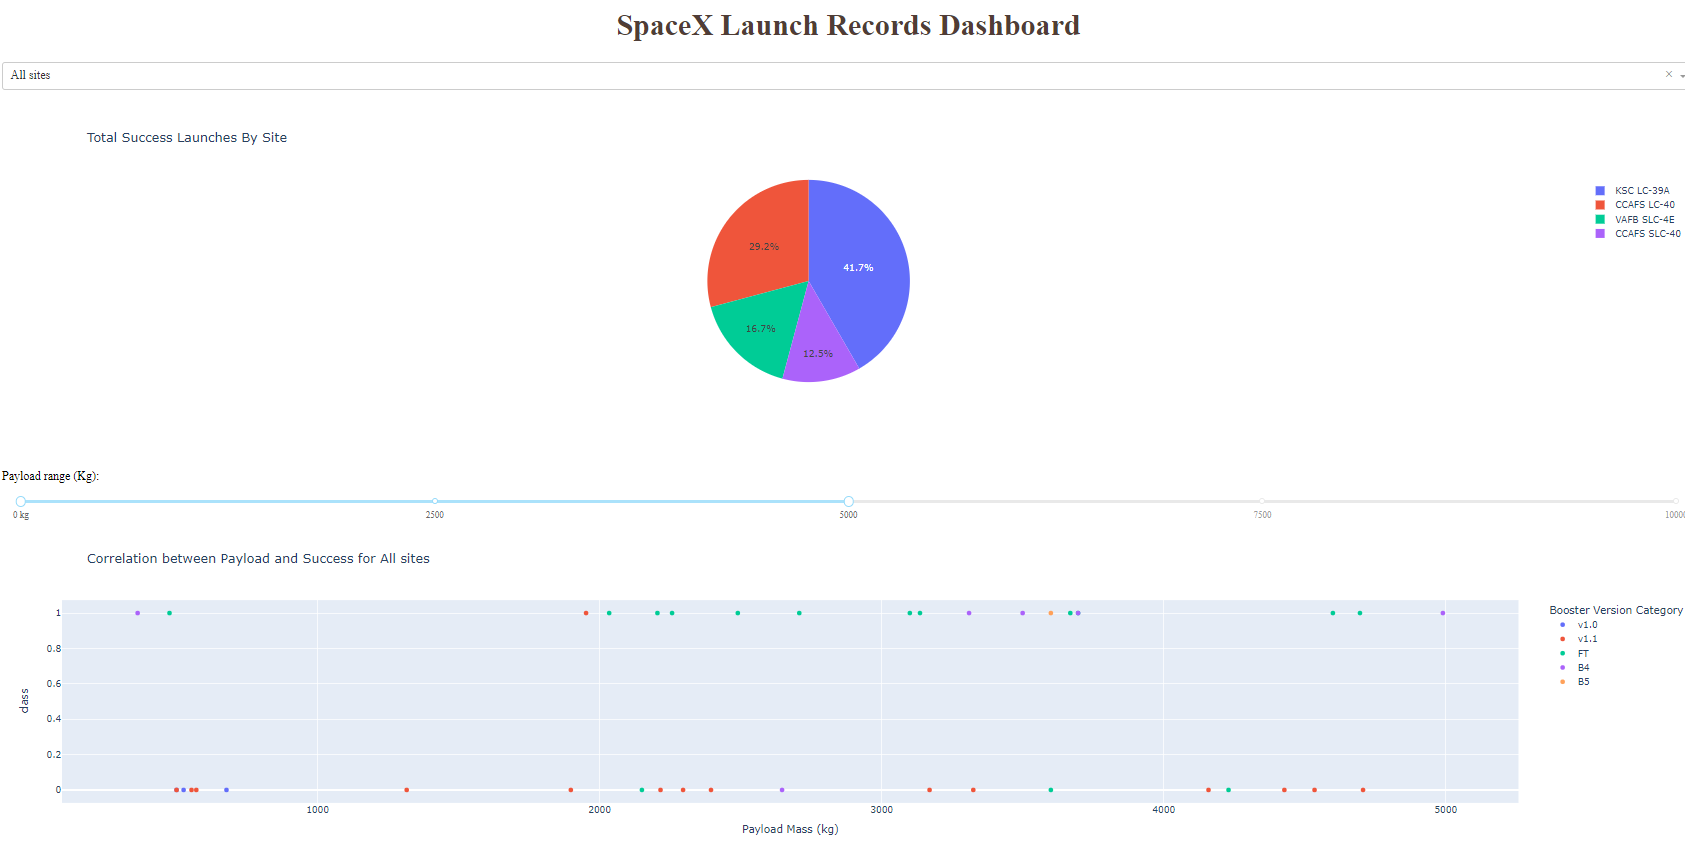 SpaceX Launch Records Dashboard
All sites
×
Total Success Launches By Site
KSC LC-39A
CCAFS LC-40
VAFB SLC-4E
CCAFS SLC-40
29.2%
41.7%
16.7%
12.5%
Payload range (Kg):
0 kg 2500 5000 7500 10000
Correlation between Payload and Success for All sites
Booster Version Category
v1.0
v1.1
FT
B4
B5
1
0.8
0.6
0.4
0.2
0
class
1000 2000 3000 4000 5000
Payload Mass (kg)